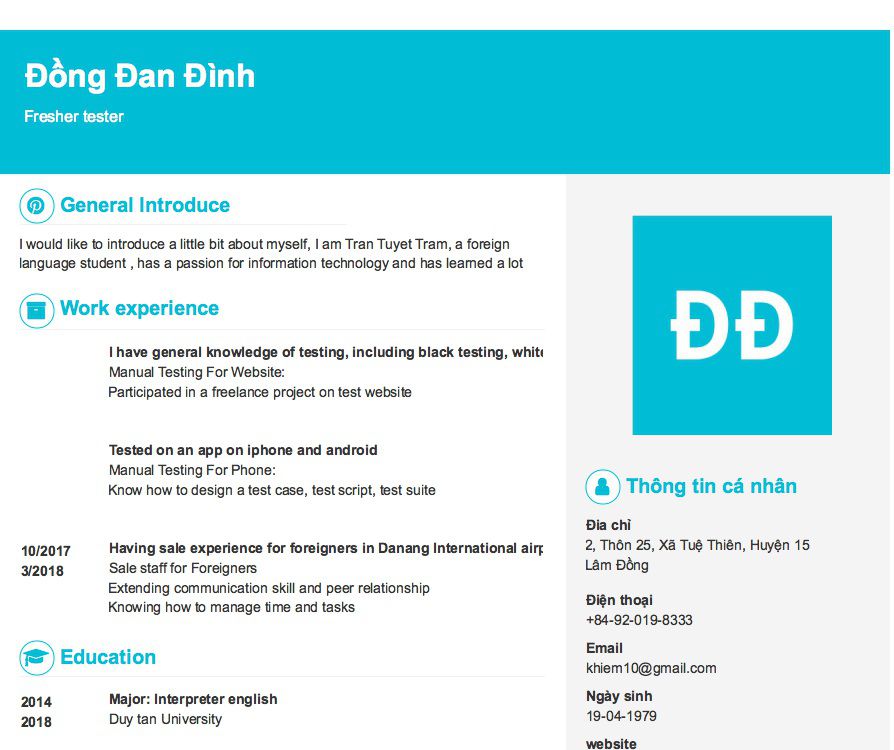 Đồng Đan Đình
Fresher tester
General Introduce
I would like to introduce a little bit about myself, I am Tran Tuyet Tram, a foreign
language student , has a passion for information technology and has learned a lot
Work experience
I have general knowledge of testing, including black testing, white
Manual Testing For Website:
Participated in a freelance project on test website
Tested on an app on iphone and android
Manual Testing For Phone:
Know how to design a test case, test script, test suite
10/2017
3/2018
Having sale experience for foreigners in Danang International
Sale staff for Foreigners
Extending communication skill and peer relationship
Knowing how to manage time and tasks
Education
2014
2018
Major: Interpreter english
Duy tan University
ĐĐ
Thông tin cá nhân
Đia chỉ
2, Thôn 25, Xã Tuệ Thiên, Huyện 15
Lâm Đồng
Điện thoại
+84-92-019-8333
Email
khiem10@gmail.com
Ngày sinh
19-04-1979
website